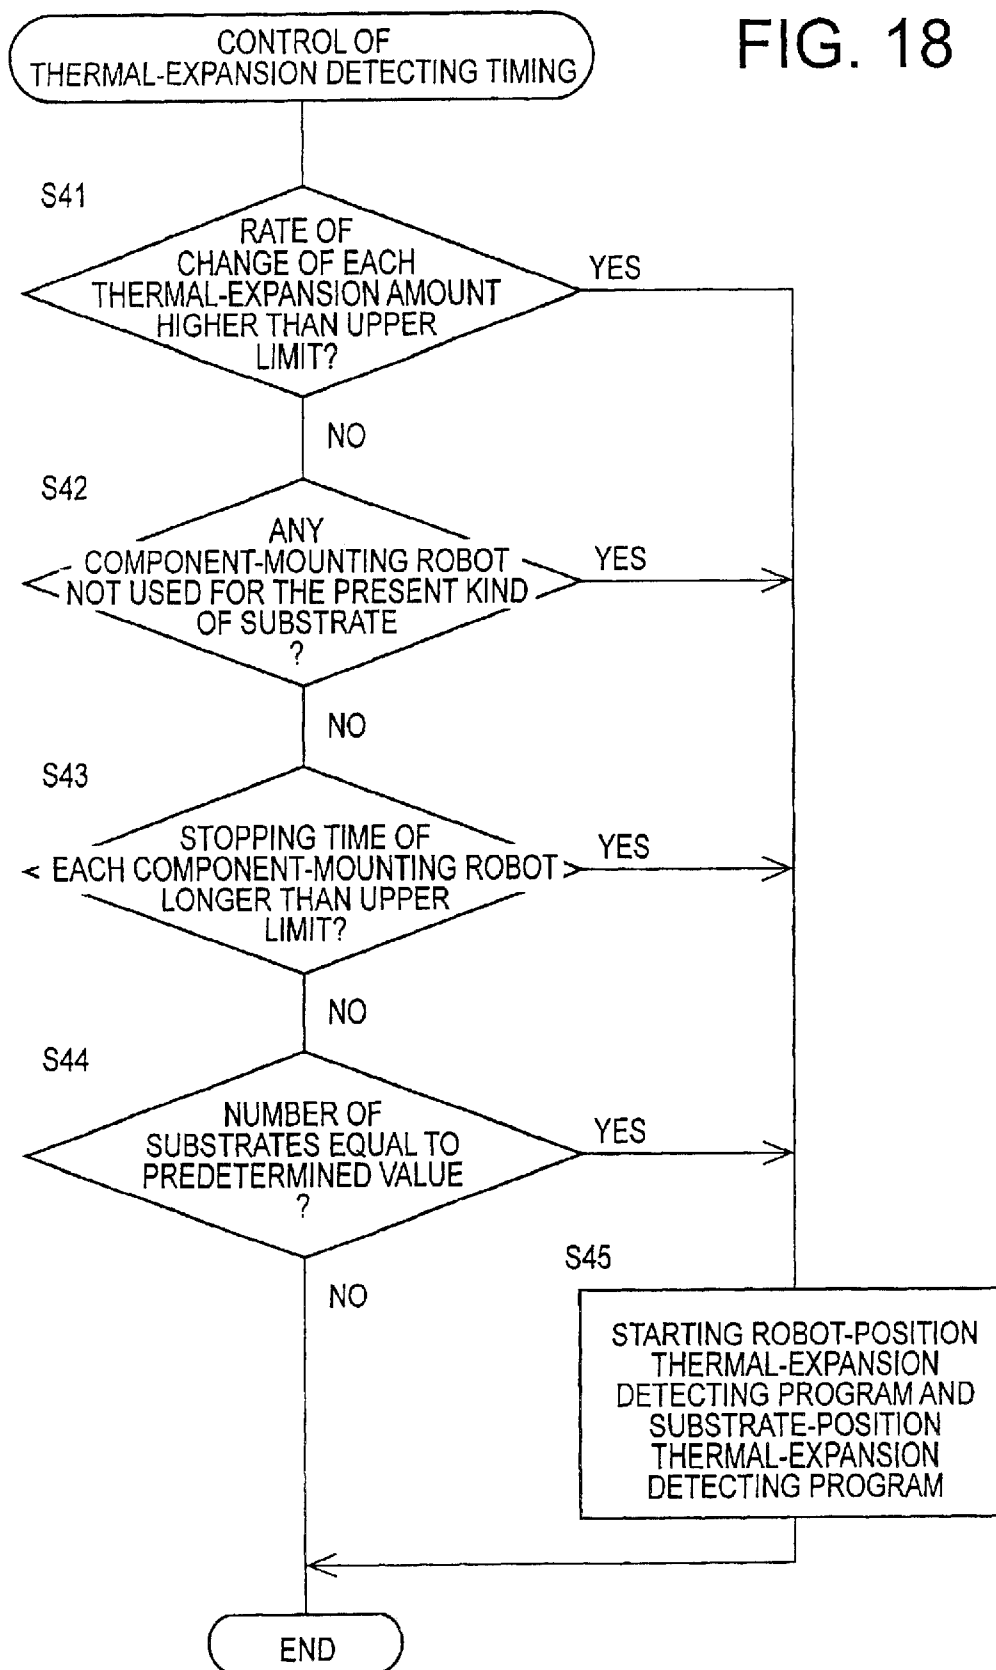 FIG. 18
CONTROL OF
THERMAL-EXPANSION DETECTING TIMING
S41
RATE OF
CHANGE OF EACH
THERMAL-EXPANSION AMOUNT
HIGHER THAN UPPER
LIMIT?
YES
NO
S42
ANY
COMPONENT-MOUNTING ROBOT
NOT USED FOR THE PRESENT KIND
OF SUBSTRATE
?
YES
NO
S43
STOPPING TIME OF
EACH COMPONENT-MOUNTING ROBOT
LONGER THAN UPPER
LIMIT?
YES
NO
S44
NUMBER OF
SUBSTRATES EQUAL TO
PREDETERMINED VALUE
?
YES
NO
S45
STARTING ROBOT-POSITION
THERMAL-EXPANSION
DETECTING PROGRAM AND
SUBSTRATE-POSITION
THERMAL-EXPANSION
DETECTING PROGRAM
END